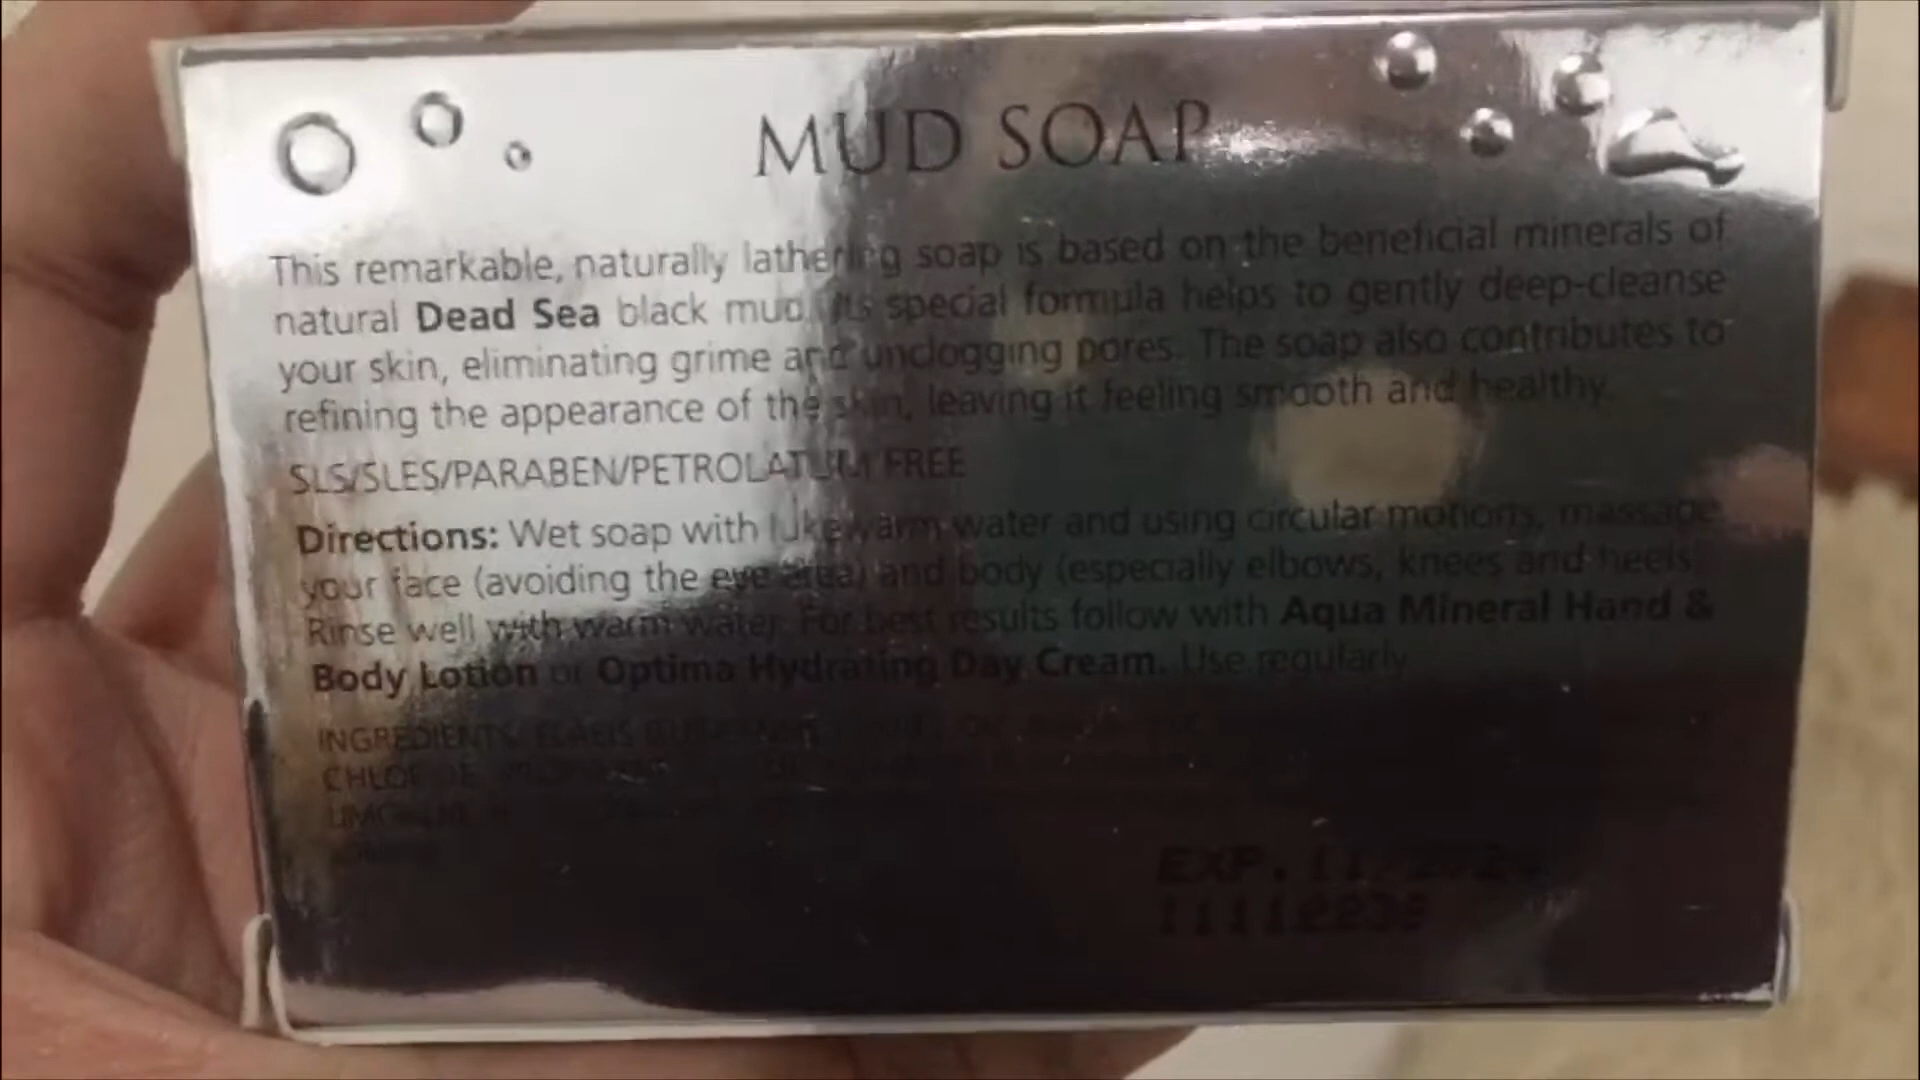 MUD SOAP
This remarkable, naturally lathering soap is based on the beneficial minerals of
natural Dead Sea black mud. Its special formula helps to gently deep-cleanse
your skin, eliminating grime and unclogging pores. The soap also contributes to
refining the appearance of the skin, leaving it feeling smooth and healthy.
SLS/SLES/PARABEN/PETROLATUM FREE
Directions: Wet soap with lukewarm water and using circular motions, massage
your face (avoiding the eye area) and body (especially elbows, knees and heels)
Rinse well with warm water. For best results follow with Aqua Mineral Hand &
Body Lotion or Optima Hydrating Day Cream. Use regularly
INGREDIENTS: ELAEIS
EXP. 11